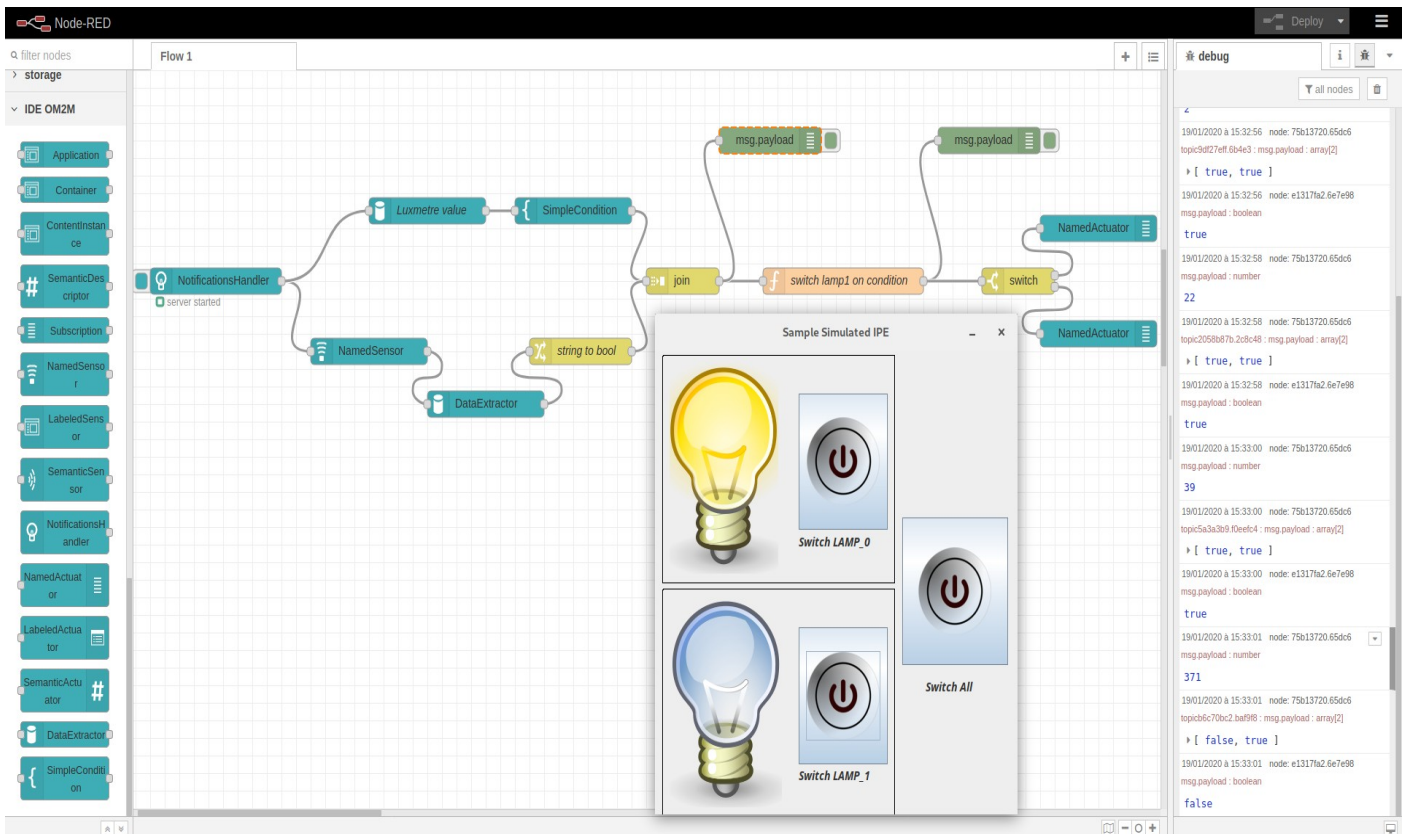 Node-RED
Deploy
filter nodes
storage
IDE OM2M
Application
Container
ContentInstan
ce
SemanticDes
criptor
Subscription
NamedSenso
r
LabeledSens
or
SemanticSen
sor
NotificationsH
andler
NamedActuat
or
LabeledActua
tor
SemanticActu
ator
DataExtractor
SimpleConditi
on
Flow 1
msg.payload
msg.payload
Luxmetre value
SimpleCondition
NamedActuator
NotificationsHandler
server started
join
switch lamp1 on condition
switch
NamedSensor
string to bool
NamedActuator
DataExtractor
Sample Simulated IPE
Switch LAMP_0
Switch All
Switch LAMP_1
debug
i
all nodes
2
19/01/2020 à 15:32:56 node: 75b13720.65dc6
topic9df27eff.6b4e3 : msg.payload : array[2]
[ true, true ]
19/01/2020 à 15:32:56 node: e1317fa2.6e7e98
msg.payload : boolean
true
19/01/2020 à 15:32:58 node: 75b13720.65dc6
msg.payload : number
22
19/01/2020 à 15:32:58 node: 75b13720.65dc6
topic2058b87b.2c8c48 : msg.payload : array[2]
[ true, true ]
19/01/2020 à 15:32:58 node: e1317fa2.6e7e98
msg.payload : boolean
true
19/01/2020 à 15:33:00 node: 75b13720.65dc6
msg.payload : number
39
19/01/2020 à 15:33:00 node: 75b13720.65dc6
topic5a3a3b9.f0eefc4 : msg.payload : array[2]
[ true, true ]
19/01/2020 à 15:33:00 node: e1317fa2.6e7e98
msg.payload : boolean
true
19/01/2020 à 15:33:01 node: 75b13720.65dc6
msg.payload : number
371
19/01/2020 à 15:33:01 node: 75b13720.65dc6
topicb6c70bc2.baf9f8 : msg.payload : array[2]
[ false, true ]
19/01/2020 à 15:33:01 node: e1317fa2.6e7e98
msg.payload : boolean
false